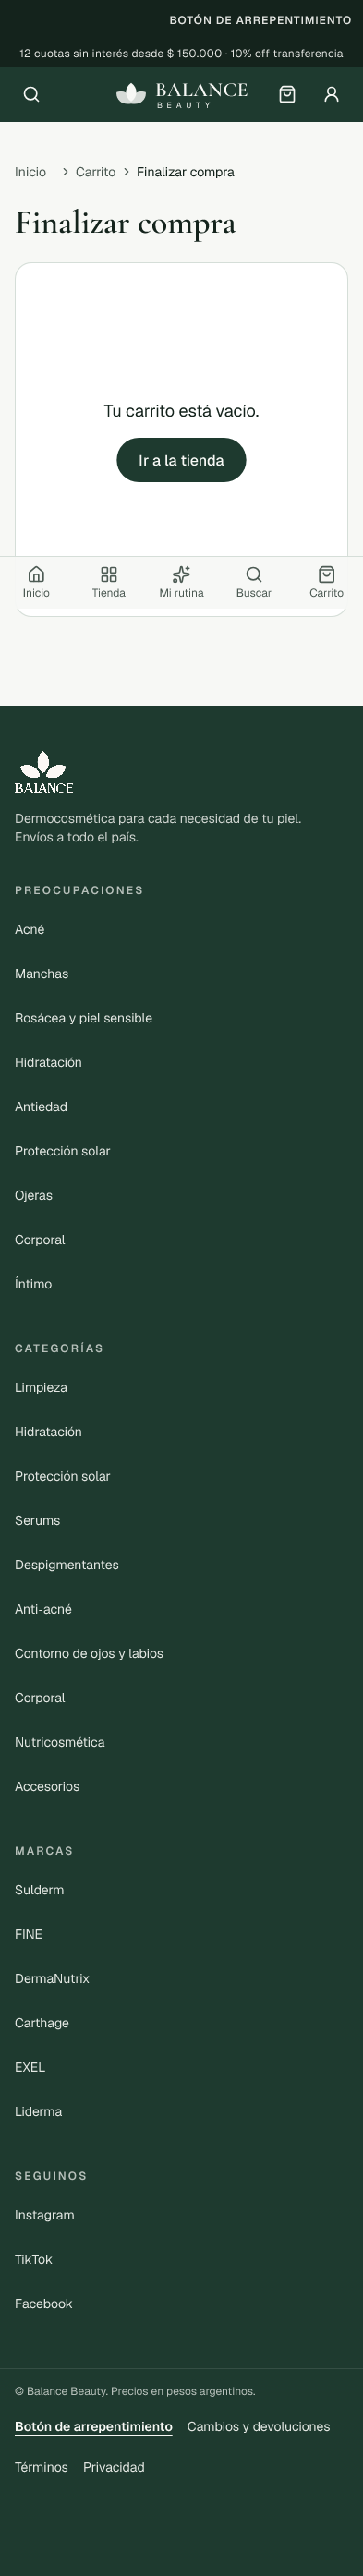 BOTÓN DE ARREPENTIMIENTO
12 cuotas sin interés desde $ 150.000 · 10% off transferencia
BALANCE
BEAUTY
Inicio > Carrito > Finalizar compra
Finalizar compra
Tu carrito está vacío.
Ir a la tienda
Inicio Tienda Mi rutina Buscar Carrito
BALANCE
Dermocosmética para cada necesidad de tu piel.
Envíos a todo el país.
PREOCUPACIONES
Acné
Manchas
Rosácea y piel sensible
Hidratación
Antiedad
Protección solar
Ojeras
Corporal
Íntimo
CATEGORÍAS
Limpieza
Hidratación
Protección solar
Serums
Despigmentantes
Anti-acné
Contorno de ojos y labios
Corporal
Nutricosmética
Accesorios
MARCAS
Sulderm
FINE
DermaNutrix
Carthage
EXEL
Liderma
SEGUINOS
Instagram
TikTok
Facebook
© Balance Beauty. Precios en pesos argentinos.
Botón de arrepentimiento Cambios y devoluciones
Términos Privacidad